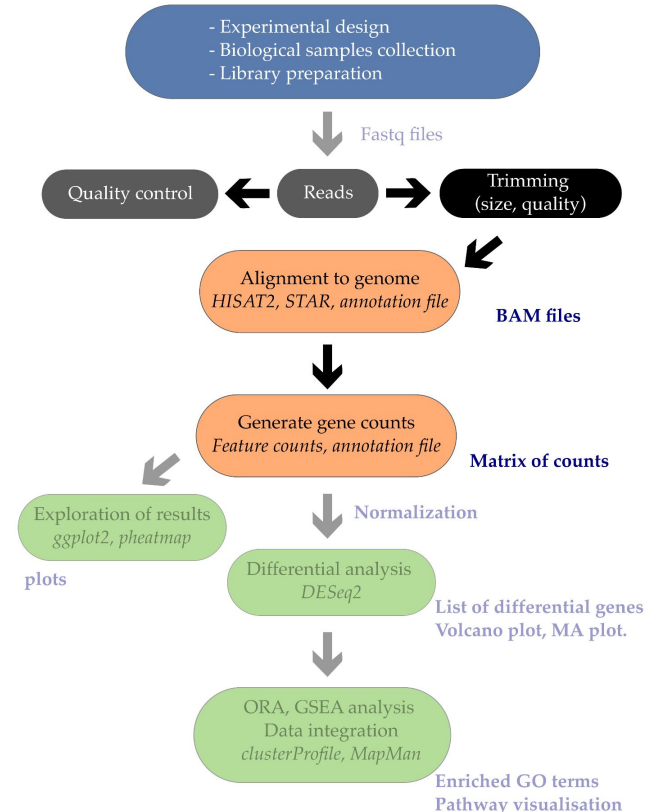 - Experimental design
- Biological samples collection
- Library preparation
Fastq files
Quality control
Reads
Trimming
(size, quality)
Alignment to genome
HISAT2, STAR, annotation file
BAM files
Generate gene counts
Feature counts, annotation file
Matrix of counts
Exploration of results
ggplot2, pheatmap
plots
Normalization
Differential analysis
DESeq2
List of differential genes
Volcano plot, MA plot.
ORA, GSEA analysis
Data integration
clusterProfile, MapMan
Enriched GO terms
Pathway visualisation